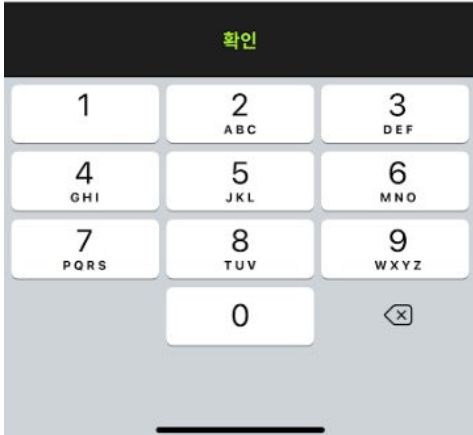 확인
1 2 3
ABC DEF
4 5 6
GHI JKL MNO
7 8 9
PQRS TUV WXYZ
0